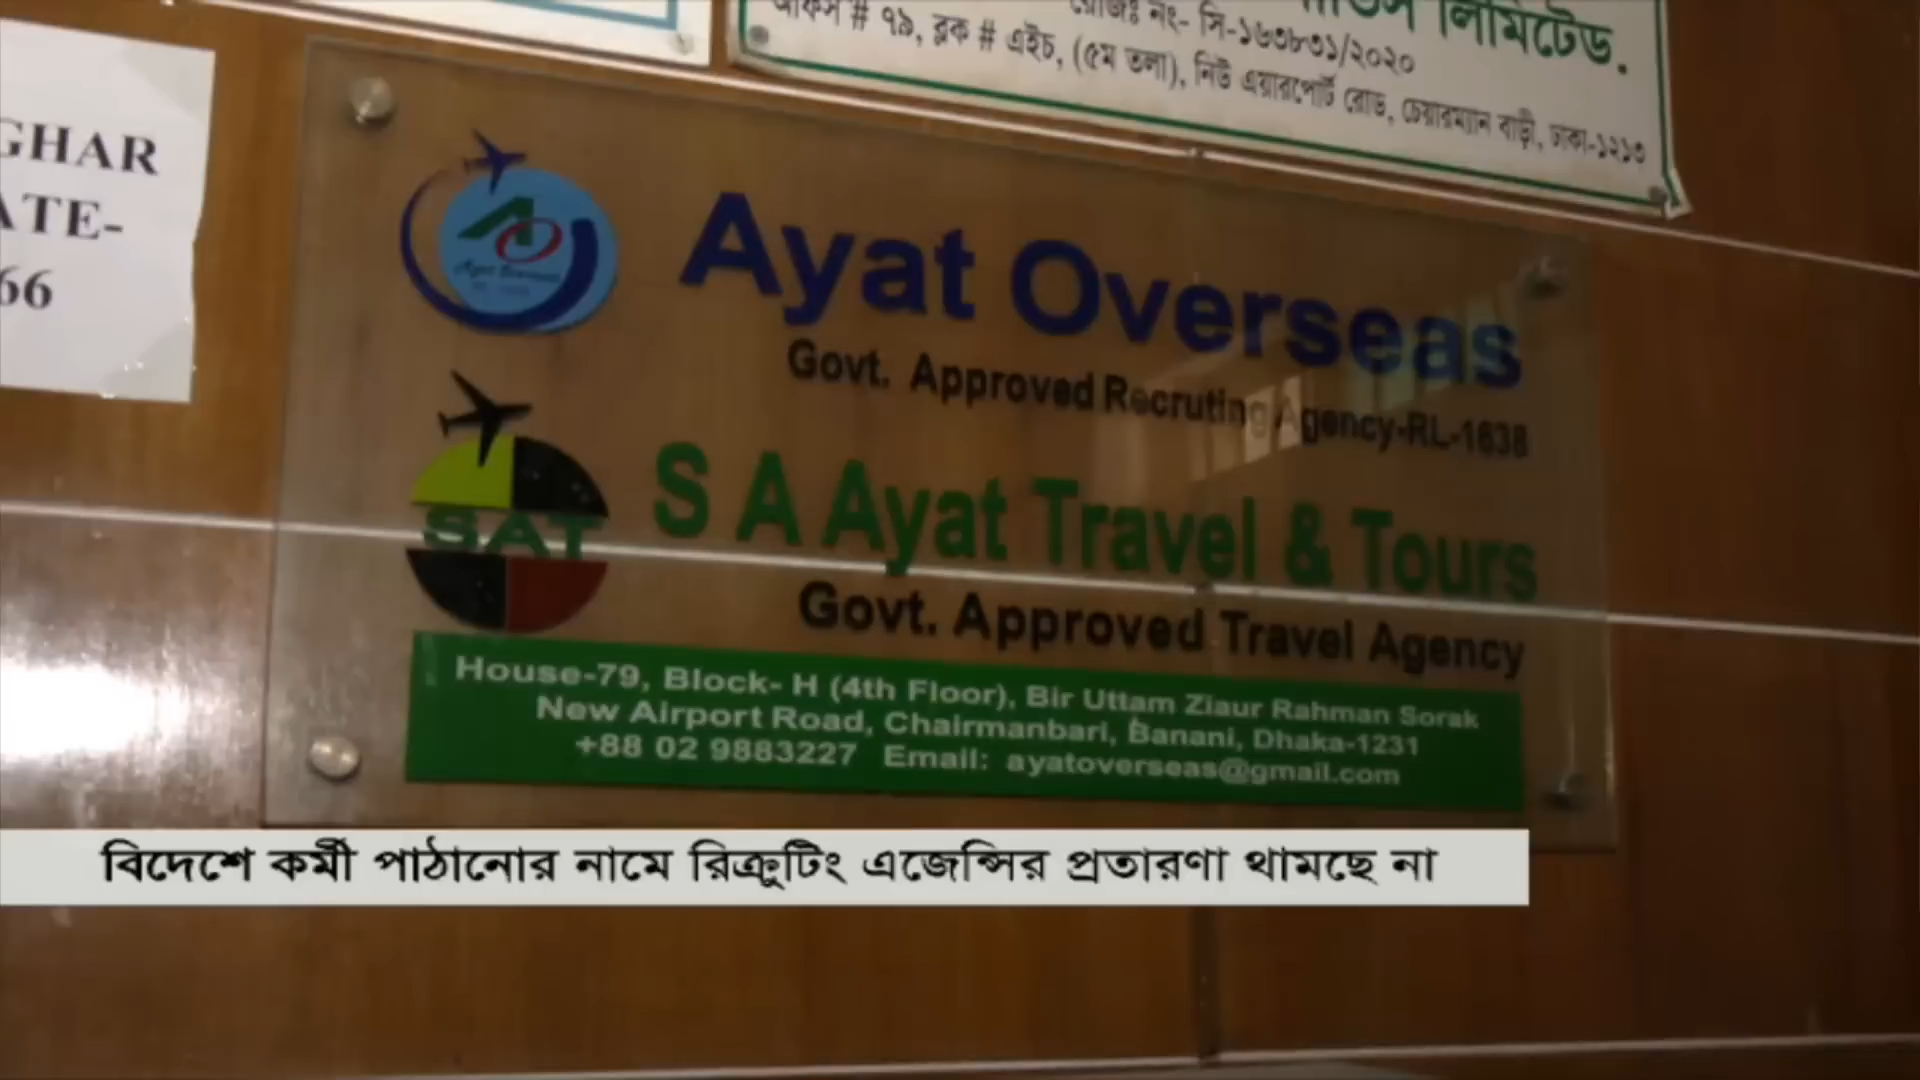 লিমিটেড.
রেজিঃ নং- সি-১৬৩৮৩১/২০২০
# ৭৯, ব্লক # এইচ, (৫ম তলা), নিউ এয়ারপোর্ট রোড, চেয়ারম্যান বাড়ী, ঢাকা-১২১৩
GHAR
ATE-
66
Ayat Overseas
Govt. Approved Recruting Agency-RL-1638
SAT
S A Ayat Travel & Tours
Govt. Approved Travel Agency
House-79, Block- H (4th Floor), Bir Uttam Ziaur Rahman Sorak
New Airport Road, Chairmanbari, Banani, Dhaka-1231
+88 02 9883227 Email: ayatoverseas@gmail.com
বিদেশে কর্মী পাঠানোর নামে রিক্রুটিং এজেন্সির প্রতারণা থামছে না